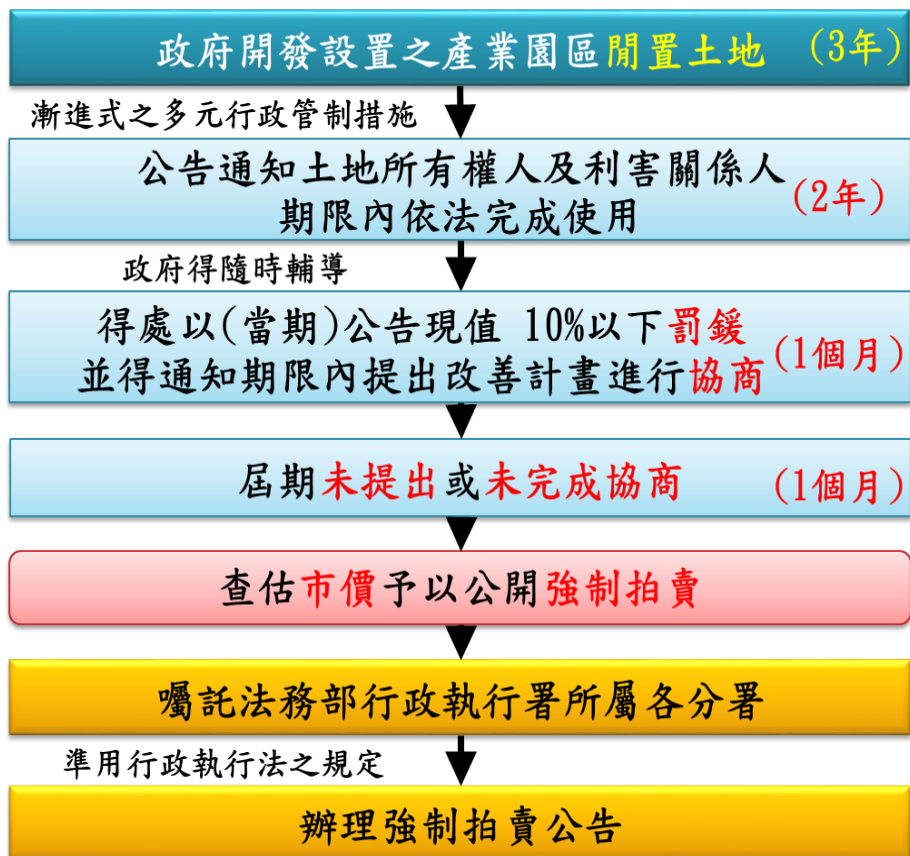 政府開發設置之產業園區閒置土地 (3年)
漸進式之多元行政管制措施
公告通知土地所有權人及利害關係人
期限內依法完成使用
(2年)
政府得隨時輔導
得處以(當期)公告現值 10%以下罰鍰
並得通知期限內提出改善計畫進行協商
(1個月)
屆期未提出或未完成協商 (1個月)
查估市價予以公開強制拍賣
囑託法務部行政執行署所屬各分署
準用行政執行法之規定
辦理強制拍賣公告